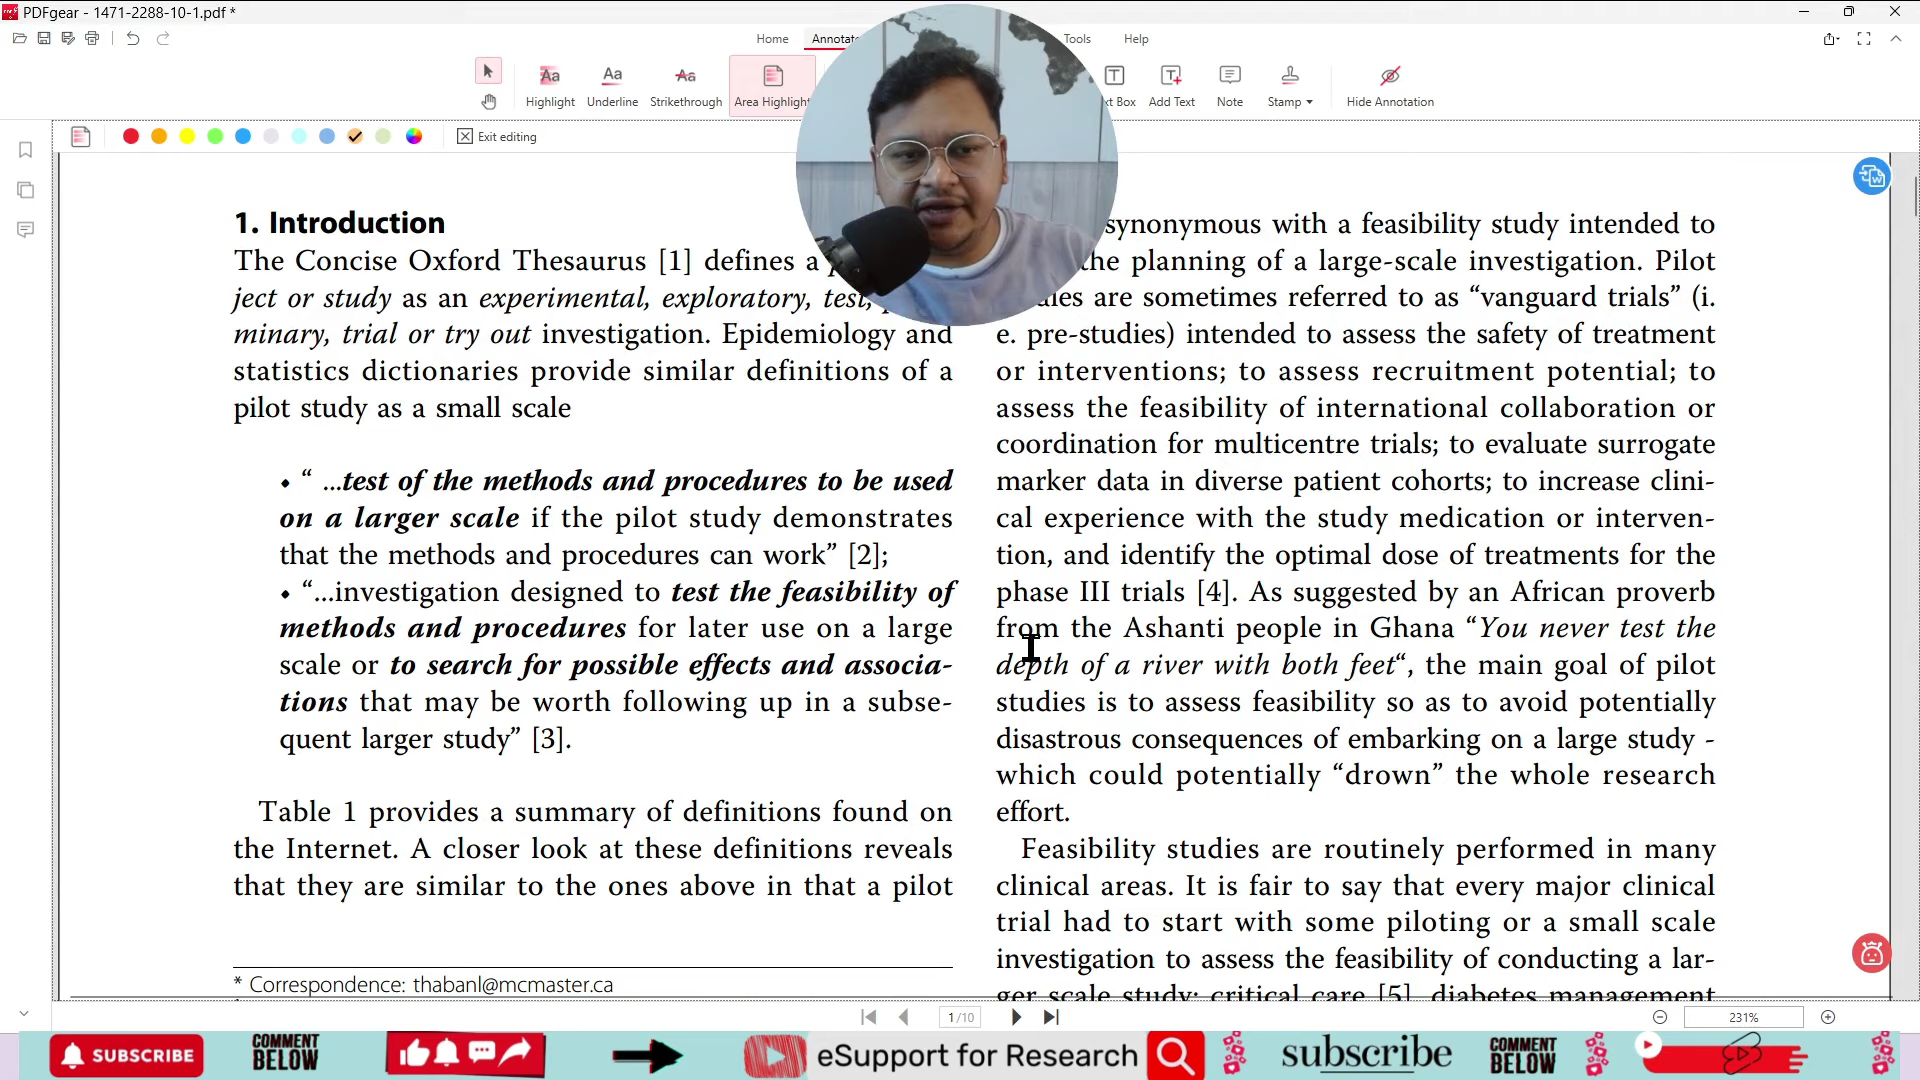 PDFgear - 1471-2288-10-1.pdf *
Home
Annotate
Tools
Help
Highlight
Underline
Strikethrough
Area Highlight
Box
Add Text
Note
Stamp
Hide Annotation
Exit editing
1. Introduction
The Concise Oxford Thesaurus [1] defines a
ject or study as an experimental, exploratory, test,
minary, trial or try out investigation. Epidemiology and
statistics dictionaries provide similar definitions of a
pilot study as a small scale
• “ ...test of the methods and procedures to be used
on a larger scale if the pilot study demonstrates
that the methods and procedures can work” [2];
• “...investigation designed to test the feasibility of
methods and procedures for later use on a large
scale or to search for possible effects and associa-
tions that may be worth following up in a subse-
quent larger study” [3].
Table 1 provides a summary of definitions found on
the Internet. A closer look at these definitions reveals
that they are similar to the ones above in that a pilot
* Correspondence: thabanl@mcmaster.ca
synonymous with a feasibility study intended to
the planning of a large-scale investigation. Pilot
are sometimes referred to as “vanguard trials” (i.
e. pre-studies) intended to assess the safety of treatment
or interventions; to assess recruitment potential; to
assess the feasibility of international collaboration or
coordination for multicentre trials; to evaluate surrogate
marker data in diverse patient cohorts; to increase clini-
cal experience with the study medication or interven-
tion, and identify the optimal dose of treatments for the
phase III trials [4]. As suggested by an African proverb
from the Ashanti people in Ghana “You never test the
depth of a river with both feet“, the main goal of pilot
studies is to assess feasibility so as to avoid potentially
disastrous consequences of embarking on a large study -
which could potentially “drown” the whole research
effort.
Feasibility studies are routinely performed in many
clinical areas. It is fair to say that every major clinical
trial had to start with some piloting or a small scale
investigation to assess the feasibility of conducting a lar-
ger scale study: critical care [5], diabetes management
1 /10
231%
SUBSCRIBE
COMMENT
BELOW
eSupport for Research
subscribe
COMMENT
BELOW